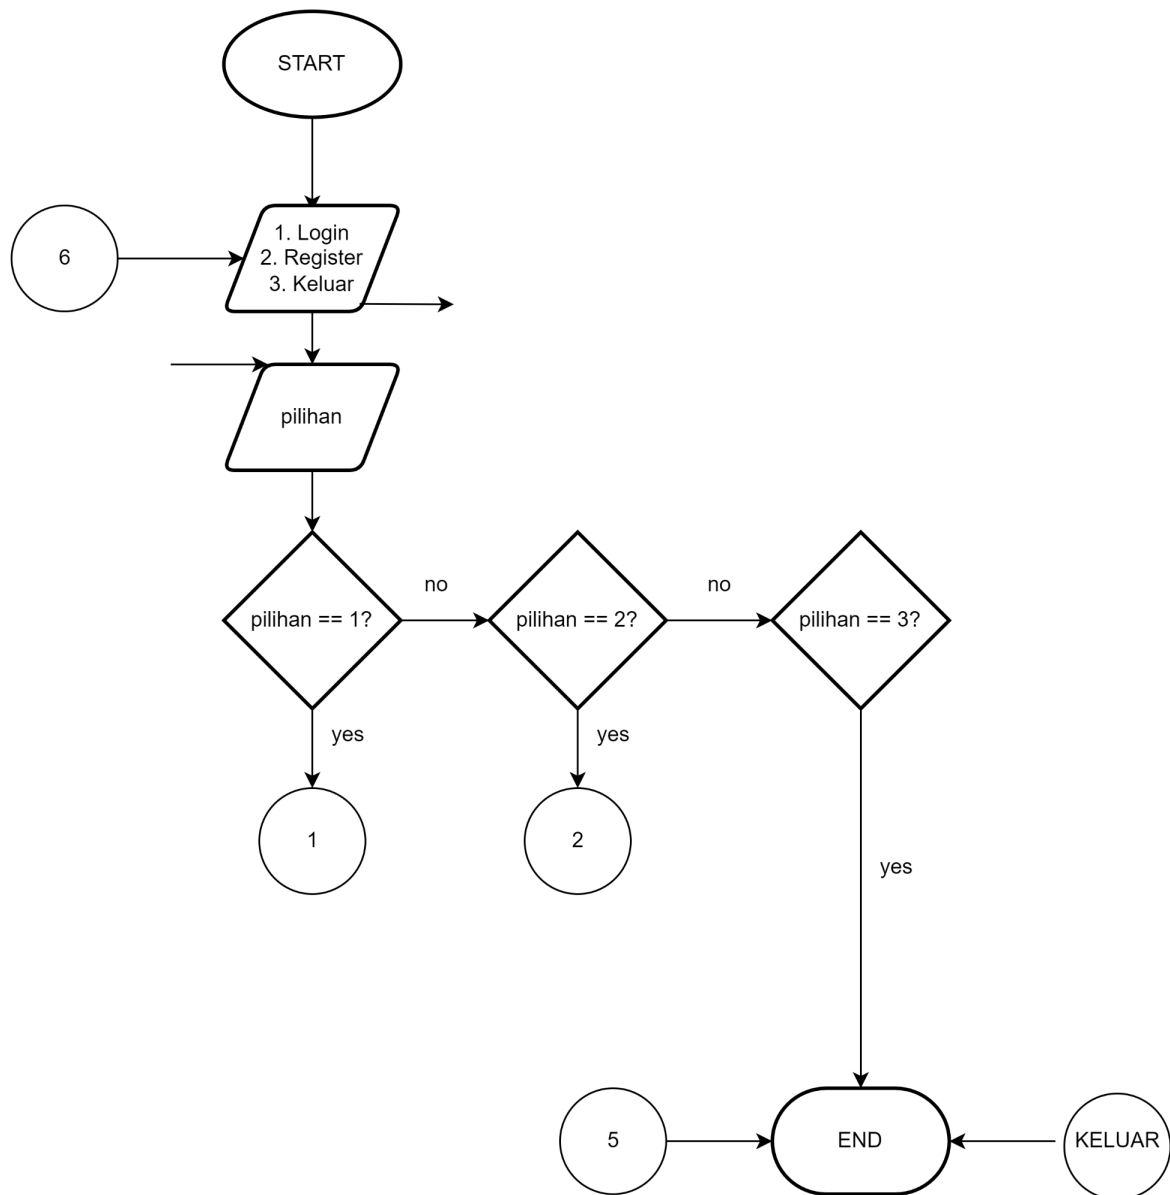 START
6
1. Login
2. Register
3. Keluar
pilihan
pilihan == 1?
no
pilihan == 2?
no
pilihan == 3?
yes
yes
1
2
yes
5
END
KELUAR